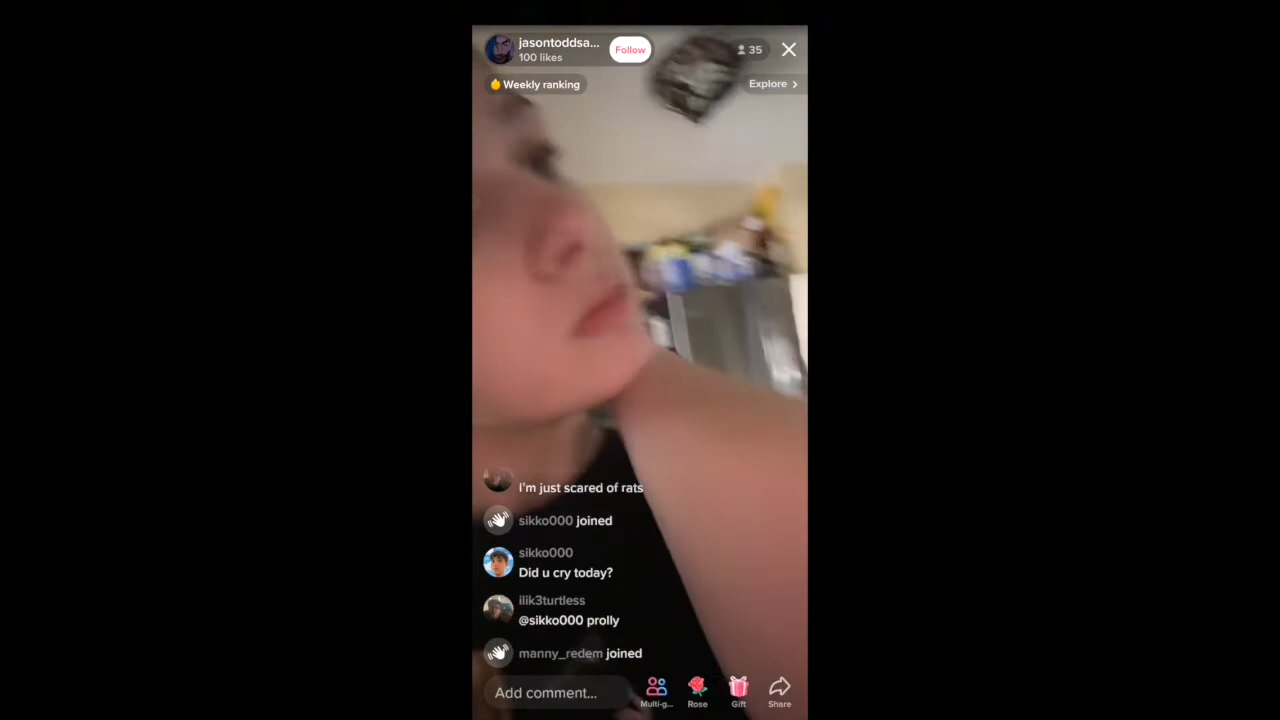 jasontoddsa...
100 likes
Follow
35
Weekly ranking
Explore >
I'm just scared of rats
sikko000 joined
sikko000
Did u cry today?
ilik3turtless
@sikko000 prolly
manny_redem joined
Add comment...
Multi-g...
Rose
Gift
Share